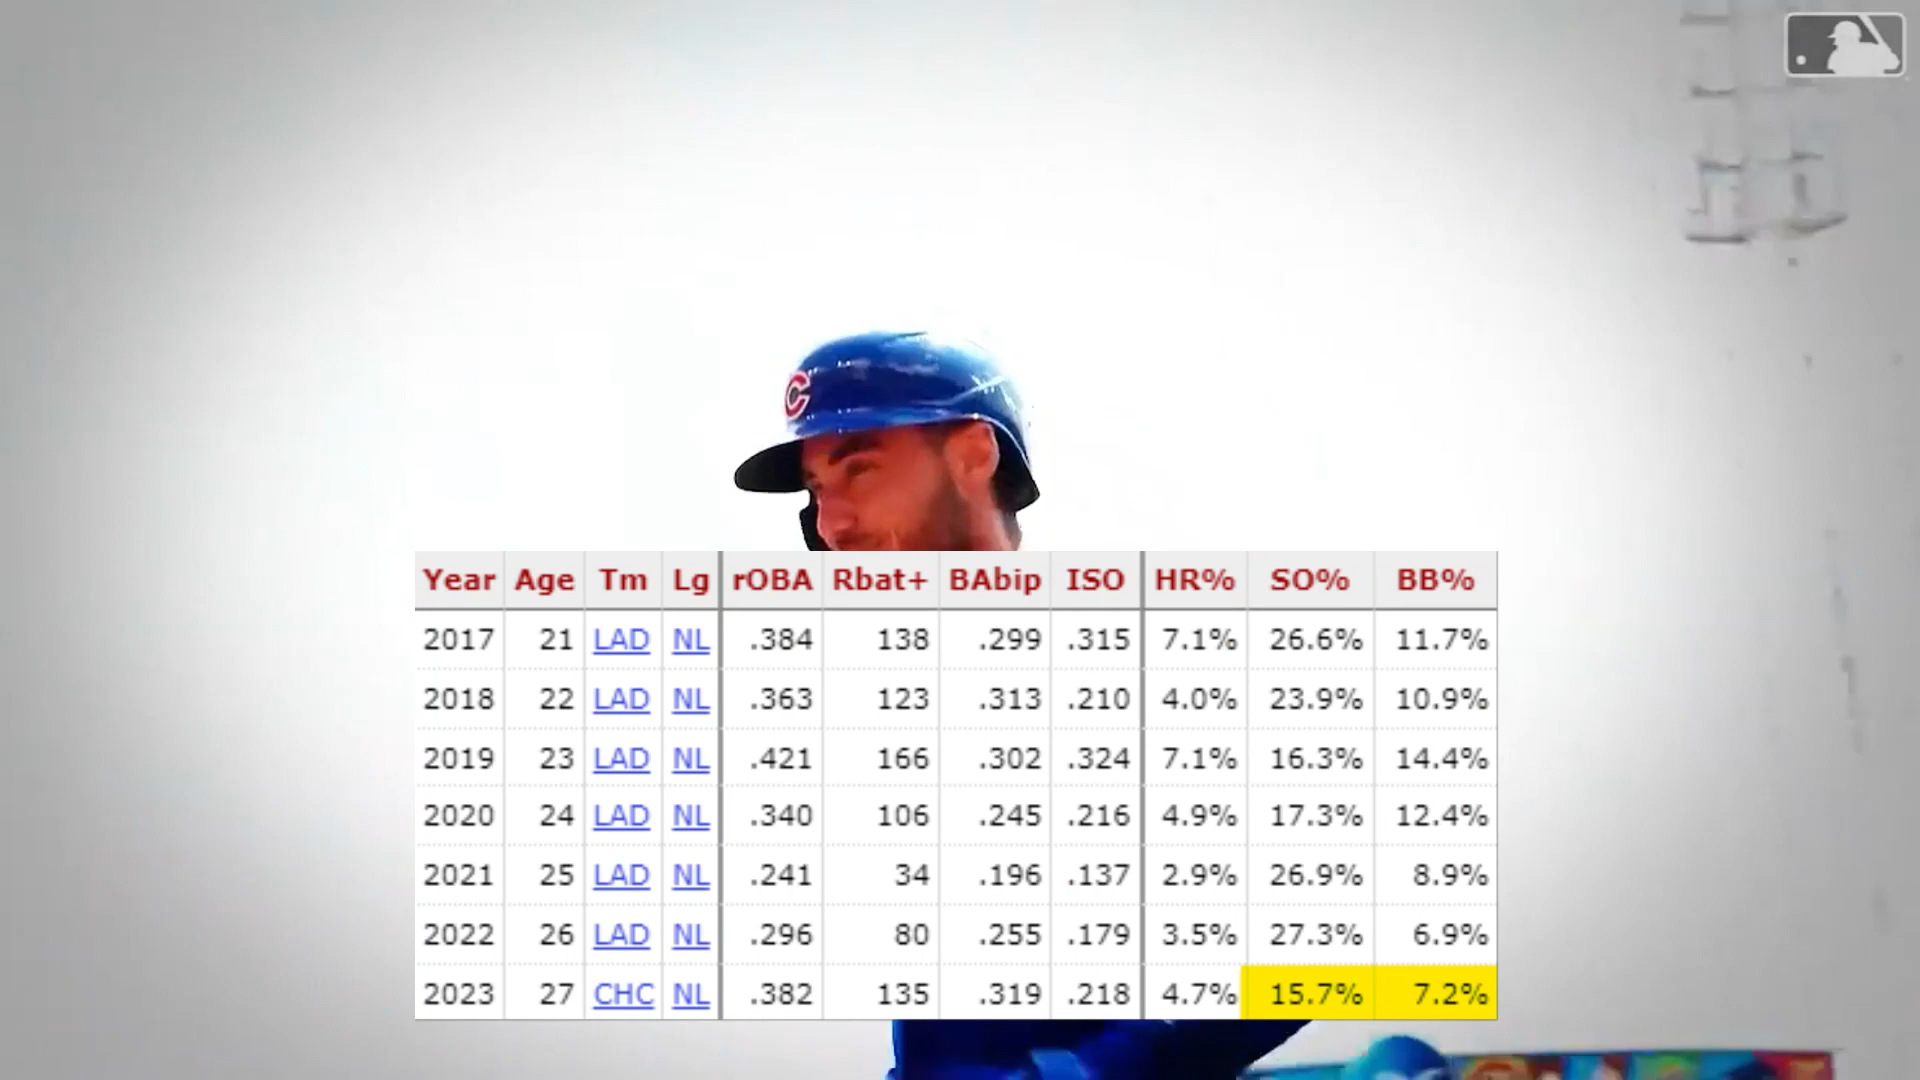 C
Year Age Tm Lg rOBA Rbat+ BAbip ISO HR% SO% BB%
2017 21 LAD NL .384 138 .299 .315 7.1% 26.6% 11.7%
2018 22 LAD NL .363 123 .313 .210 4.0% 23.9% 10.9%
2019 23 LAD NL .421 166 .302 .324 7.1% 16.3% 14.4%
2020 24 LAD NL .340 106 .245 .216 4.9% 17.3% 12.4%
2021 25 LAD NL .241 34 .196 .137 2.9% 26.9% 8.9%
2022 26 LAD NL .296 80 .255 .179 3.5% 27.3% 6.9%
2023 27 CHC NL .382 135 .319 .218 4.7% 15.7% 7.2%